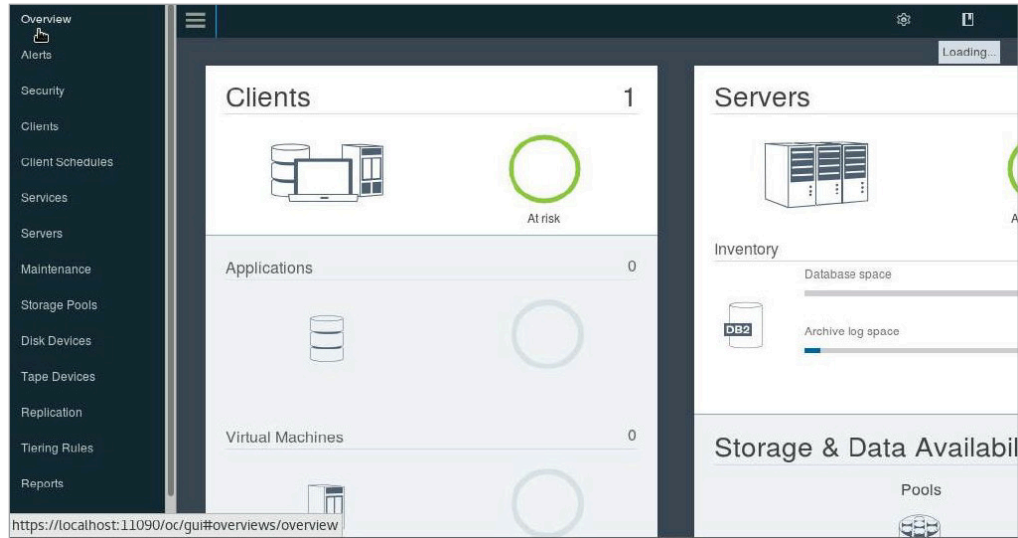 Overview
Alerts
Security
Clients
Client Schedules
Services
Servers
Maintenance
Storage Pools
Disk Devices
Tape Devices
Replication
Tiering Rules
Reports
https://localhost:11090/oc/gui#overviews/overview
Loading...
Clients 1
At risk
Applications 0
Virtual Machines 0
Servers
A
Inventory
Database space
DB2
Archive log space
Storage & Data Availabil
Pools